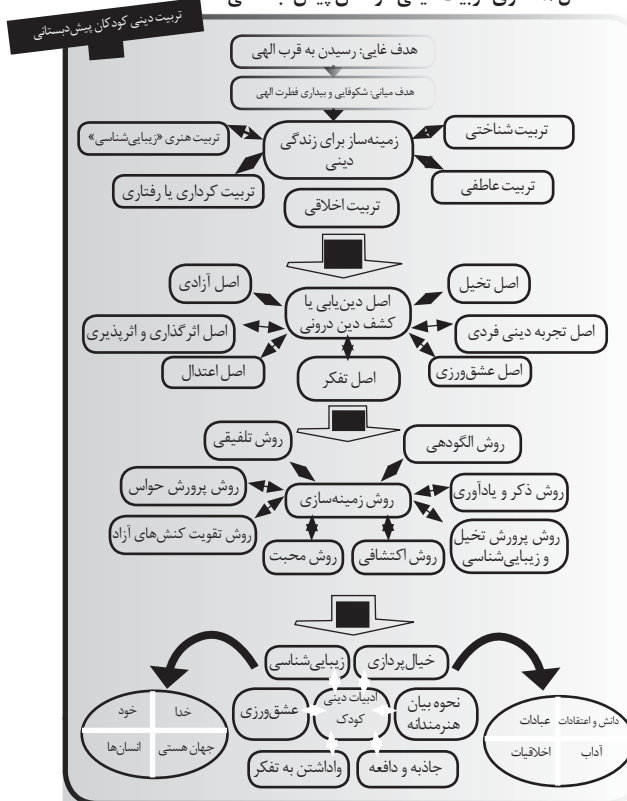 تربیت دینی کودکان پیش‌دبستانی
هدف غایی: رسیدن به قرب الهی
هدف میانی: شکوفایی و بیداری فطرت الهی
تربیت شناختی
زمینه‌ساز برای زندگی
دینی
تربیت هنری «زیبایی‌شناسی»
تربیت عاطفی
تربیت کرداری یا رفتاری
تربیت اخلاقی
اصل تخیل
اصل دین‌یابی یا
کشف دین درونی
اصل آزادی
اصل تجربه دینی فردی
اصل اثرگذاری و اثرپذیری
اصل عشق‌ورزی
اصل تفکر
اصل اعتدال
روش الگودهی
روش تلفیقی
روش ذکر و یادآوری
روش زمینه‌سازی
روش پرورش حواس
روش پرورش تخیل
و زیبایی‌شناسی
روش اکتشافی
روش محبت
روش تقویت کنش‌های آزاد
خیال‌پردازی
زیبایی‌شناسی
نحوه بیان
هنرمندانه
ادبیات دینی
کودک
عشق‌ورزی
جاذبه و دافعه
واداشتن به تفکر
دانش و اعتقادات
عبادات
آداب
اخلاقیات
خدا
خود
جهان هستی
انسان‌ها